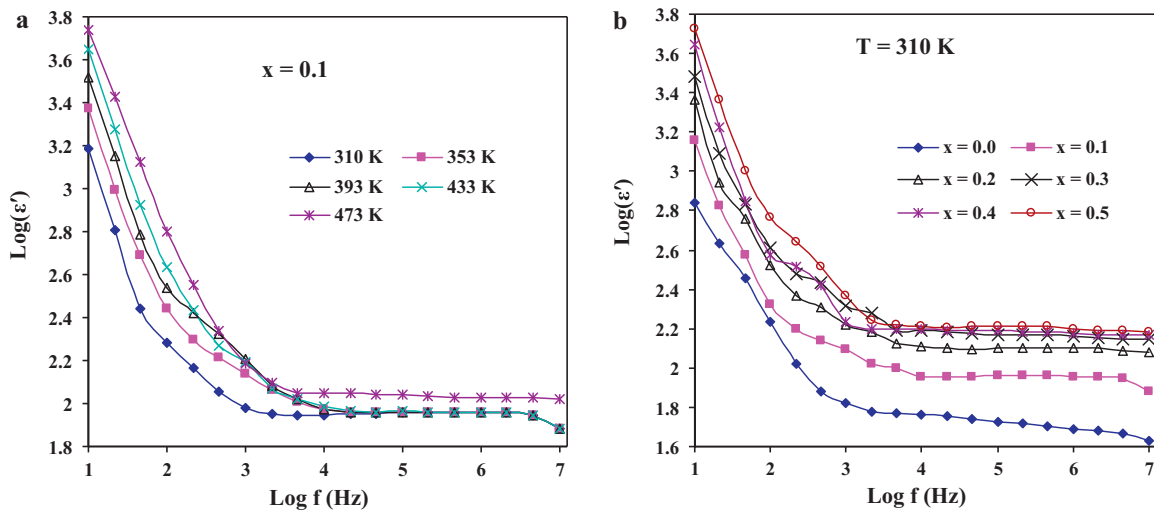 a
x = 0.1
310 K
353 K
393 K
433 K
473 K
Log(ε′)
3.8
3.6
3.4
3.2
3
2.8
2.6
2.4
2.2
2
1.8
1 2 3 4 5 6 7
Log f (Hz)
b
T = 310 K
x = 0.0
x = 0.1
x = 0.2
x = 0.3
x = 0.4
x = 0.5
Log(ε′)
3.8
3.6
3.4
3.2
3.0
2.8
2.6
2.4
2.2
2.0
1.8
1.6
1 2 3 4 5 6 7
Log f (Hz)